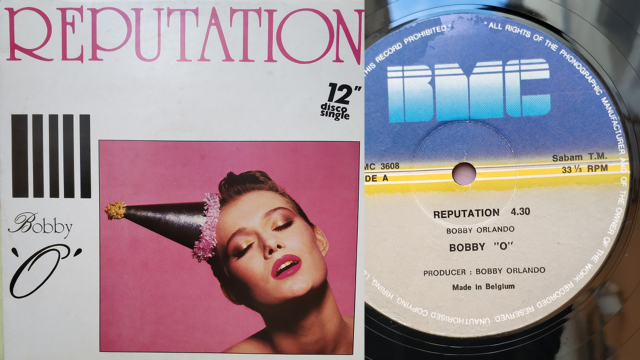 REPUTATION
12"
disco
single
Bobby
'O'
THIS RECORD PROHIBITED! ALL RIGHTS OF THE PHONOGRAPHIC MANUFACTURER AND OF THE OWNER OF THE WORK RECORDED RESERVED. UNAUTHORISED COPYING, HIRING,
BMC
MC 3608
Sabam T.M.
DE A
33 1/3 RPM
REPUTATION 4.30
BOBBY ORLANDO
BOBBY "O"
PRODUCER : BOBBY ORLANDO
Made in Belgium